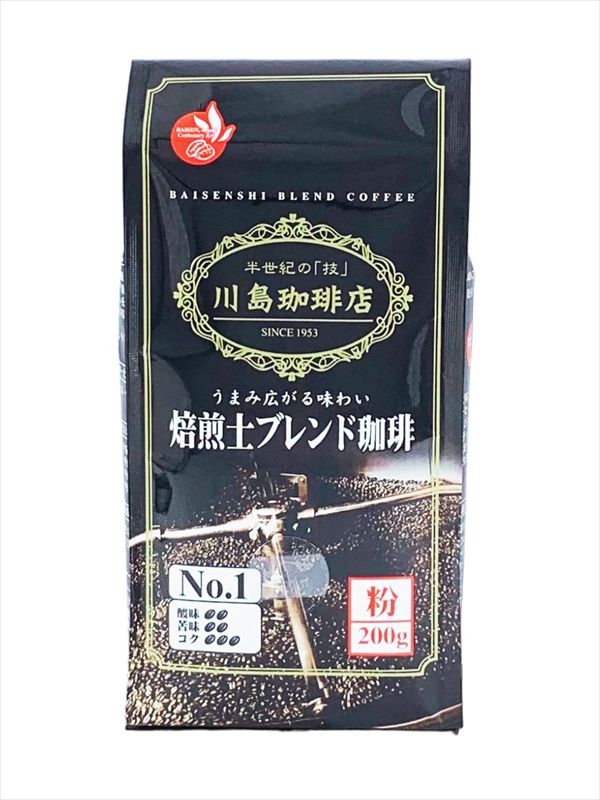 BAISEN
Centenary
BAISENSHI BLEND COFFEE
半世紀の「技」
川島珈琲店
SINCE 1953
うまみ広がる味わい
焙煎士ブレンド珈琲
No.1
酸味
苦味
コク
粉
200g